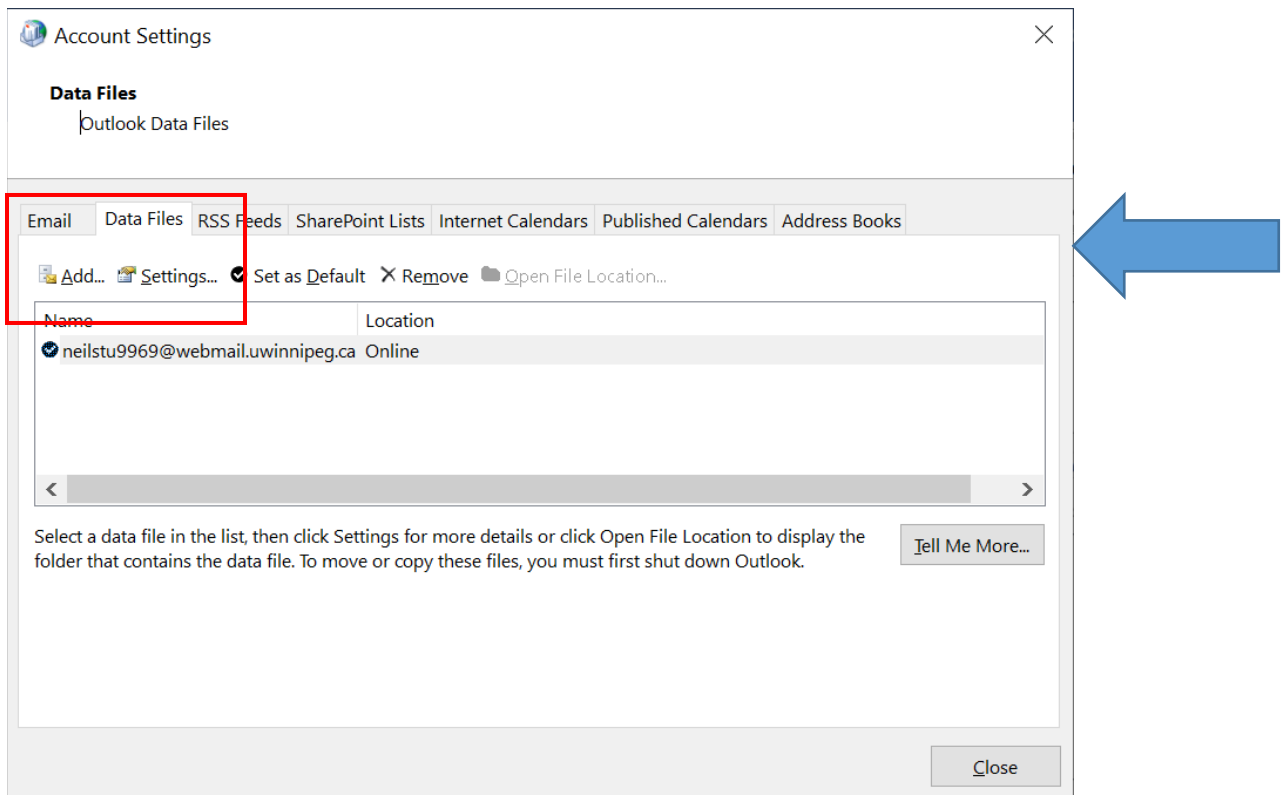 Account Settings
Data Files
Outlook Data Files
Email Data Files RSS Feeds SharePoint Lists Internet Calendars Published Calendars Address Books
Add... Settings... Set as Default Remove Open File Location...
Name Location
neilstu9969@webmail.uwinnipeg.ca Online
Select a data file in the list, then click Settings for more details or click Open File Location to display the
folder that contains the data file. To move or copy these files, you must first shut down Outlook.
Tell Me More...
Close